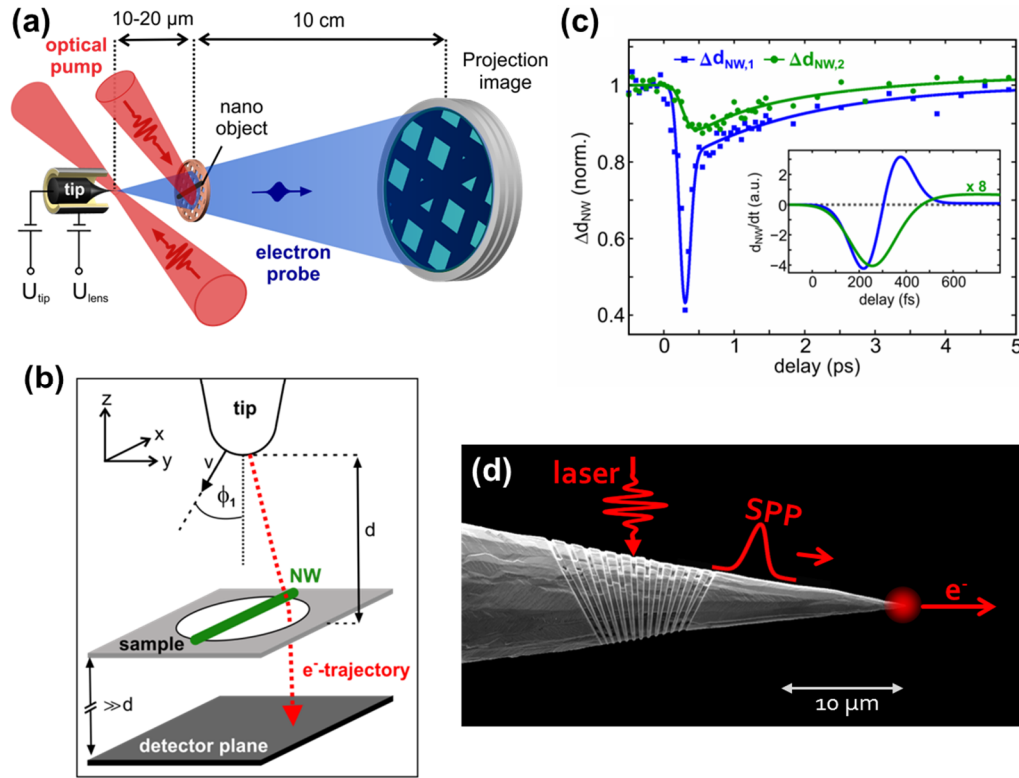 (a)
10-20 µm
10 cm
optical
pump
Projection
image
nano
object
tip
electron
probe
U_tip
U_lens
(b)
z
x
y
tip
v
ϕ₁
d
NW
sample
e⁻-trajectory
≫d
detector plane
(c)
Δd_NW,1
Δd_NW,2
1
0.8
0.6
0.4
Δd_NW (norm.)
0
1
2
3
4
5
delay (ps)
2
0
−2
−4
d_NW/dt (a.u.)
x 8
0
200
400
600
delay (fs)
(d)
laser
SPP
e⁻
10 µm